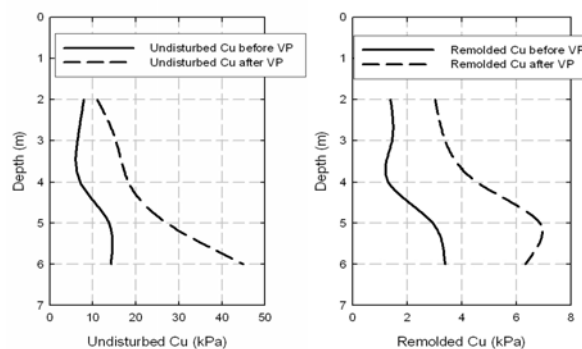 Undisturbed Cu before VP
Undisturbed Cu after VP
0
1
2
3
4
5
6
7
Depth (m)
0 10 20 30 40 50
Undisturbed Cu (kPa)
Remolded Cu before VP
Remolded Cu after VP
0
1
2
3
4
5
6
7
Depth (m)
0 2 4 6 8
Remolded Cu (kPa)